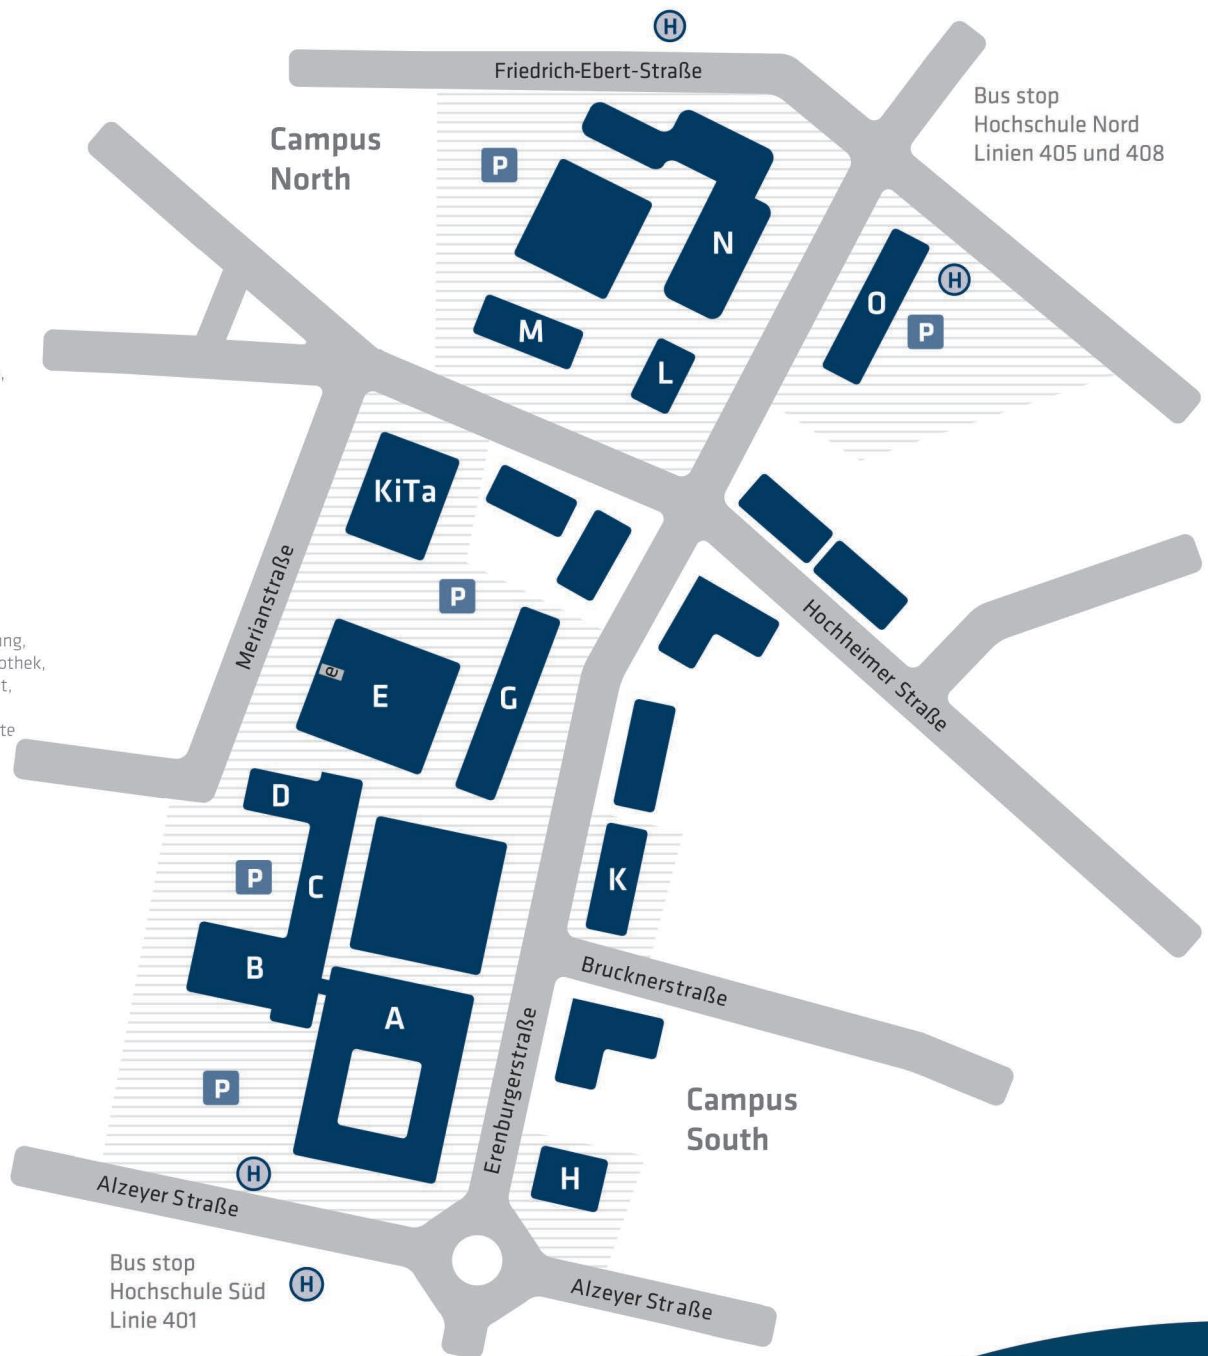 H
Friedrich-Ebert-Straße
Bus stop
Hochschule Nord
Linien 405 und 408
Campus
North
P
N
O
H
P
M
L
KiTa
P
Merianstraße
Hochheimer Straße
e
E
G
D
C
P
K
B
A
Brucknerstraße
Erenburgerstraße
P
Campus
South
H
H
Alzeyer Straße
Bus stop
Hochschule Süd
Linie 401
H
Alzeyer Straße